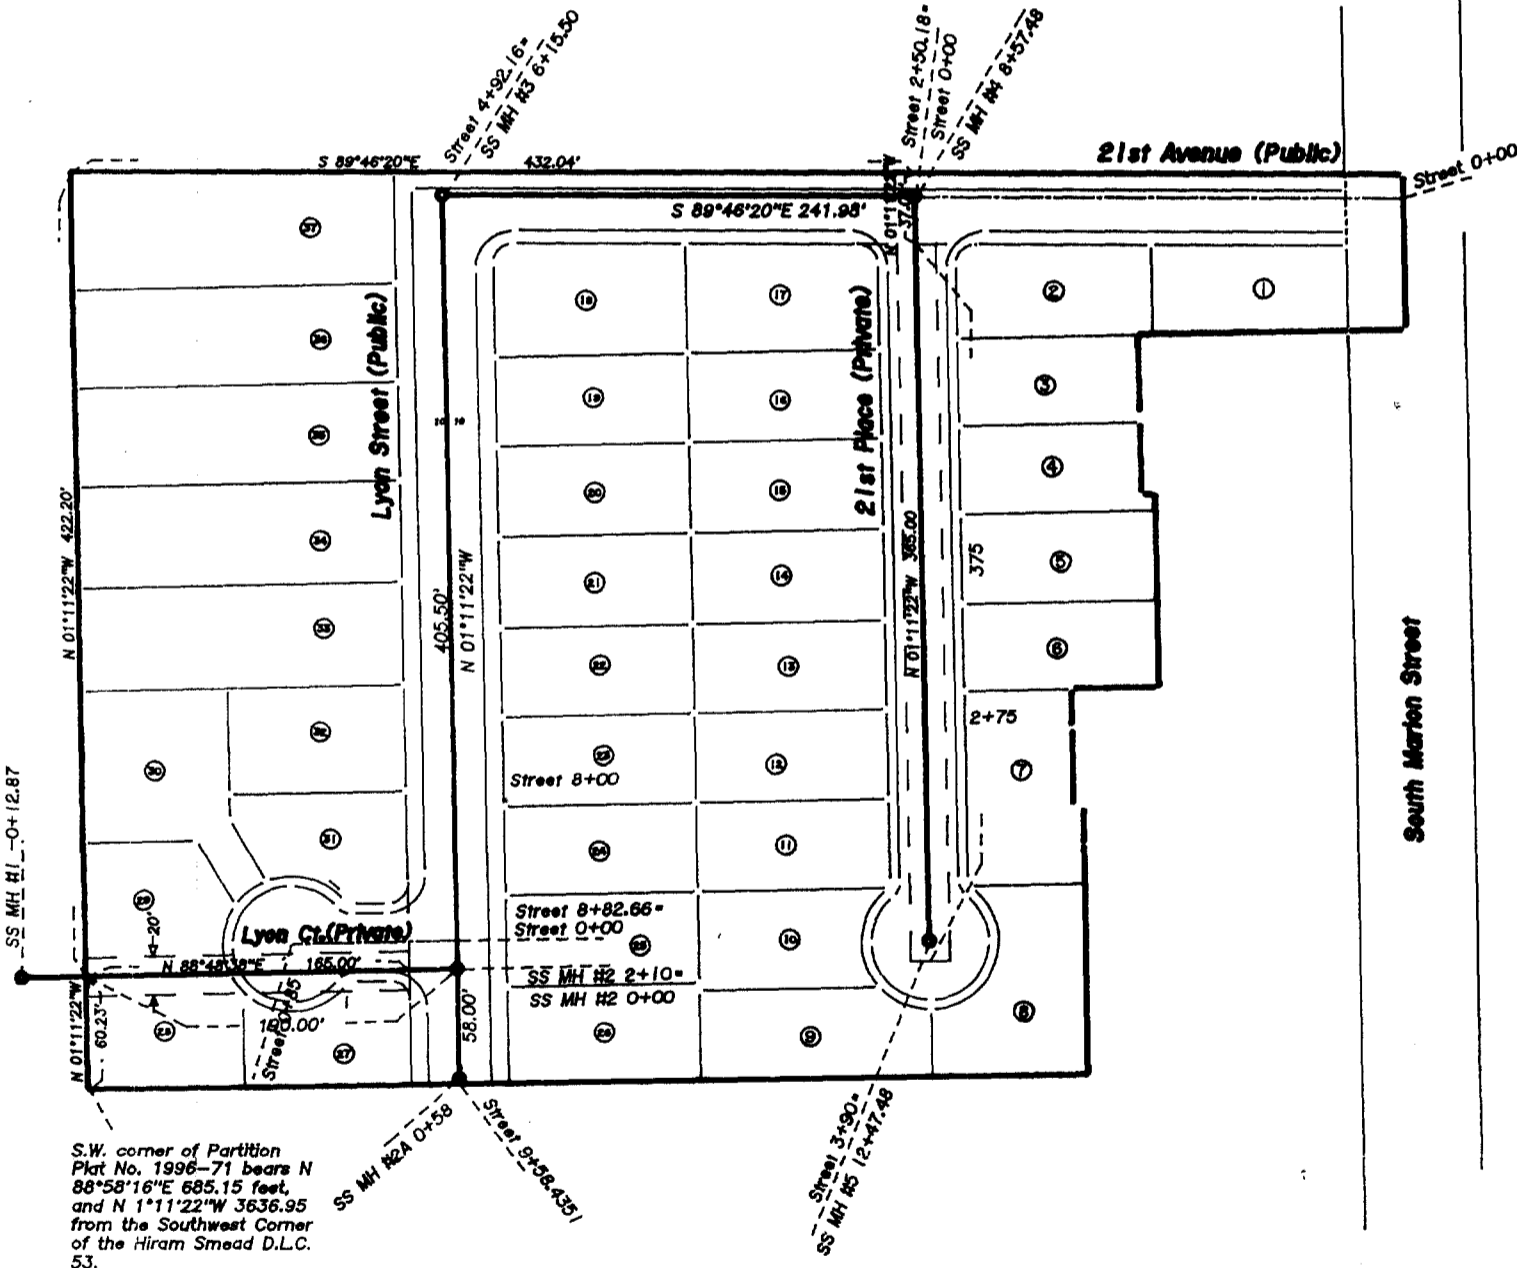 Street 4+92.16=
SS MH #3 6+15.50
Street 2+50.18=
Street 0+00
SS MH #4 8+57.48
S 89°46'20"E 432.04'
21st Avenue (Public)
Street 0+00
S 89°46'20"E 241.98'
N 01°11'22"W
Lyon Street (Public)
21st Place (Private)
18
17
2
1
19
16
3
20
15
4
N 01°11'22"W 422.20'
405.50'
N 01°11'22"W
N 01°11'22"W 385.00
375
21
14
5
22
13
6
South Marion Street
2+75
30
32
23
12
7
Street 8+00
31
24
11
SS MH #1 -0+12.87
29
20'
Lyon Ct.(Private)
Street 8+82.66=
Street 0+00
25
10
N 88°48'38"E 165.00'
SS MH #2 2+10=
SS MH #2 0+00
N 01°11'22"W
60.23'
28
27
58.00'
26
9
8
SS MH #2A 0+58
Street 9+58.4351
Street 3+90=
SS MH #5 12+47.48
S.W. corner of Partition
Plat No. 1996-71 bears N
88°58'16"E 685.15 feet,
and N 1°11'22"W 3636.95
from the Southwest Corner
of the Hiram Smead D.L.C.
53.